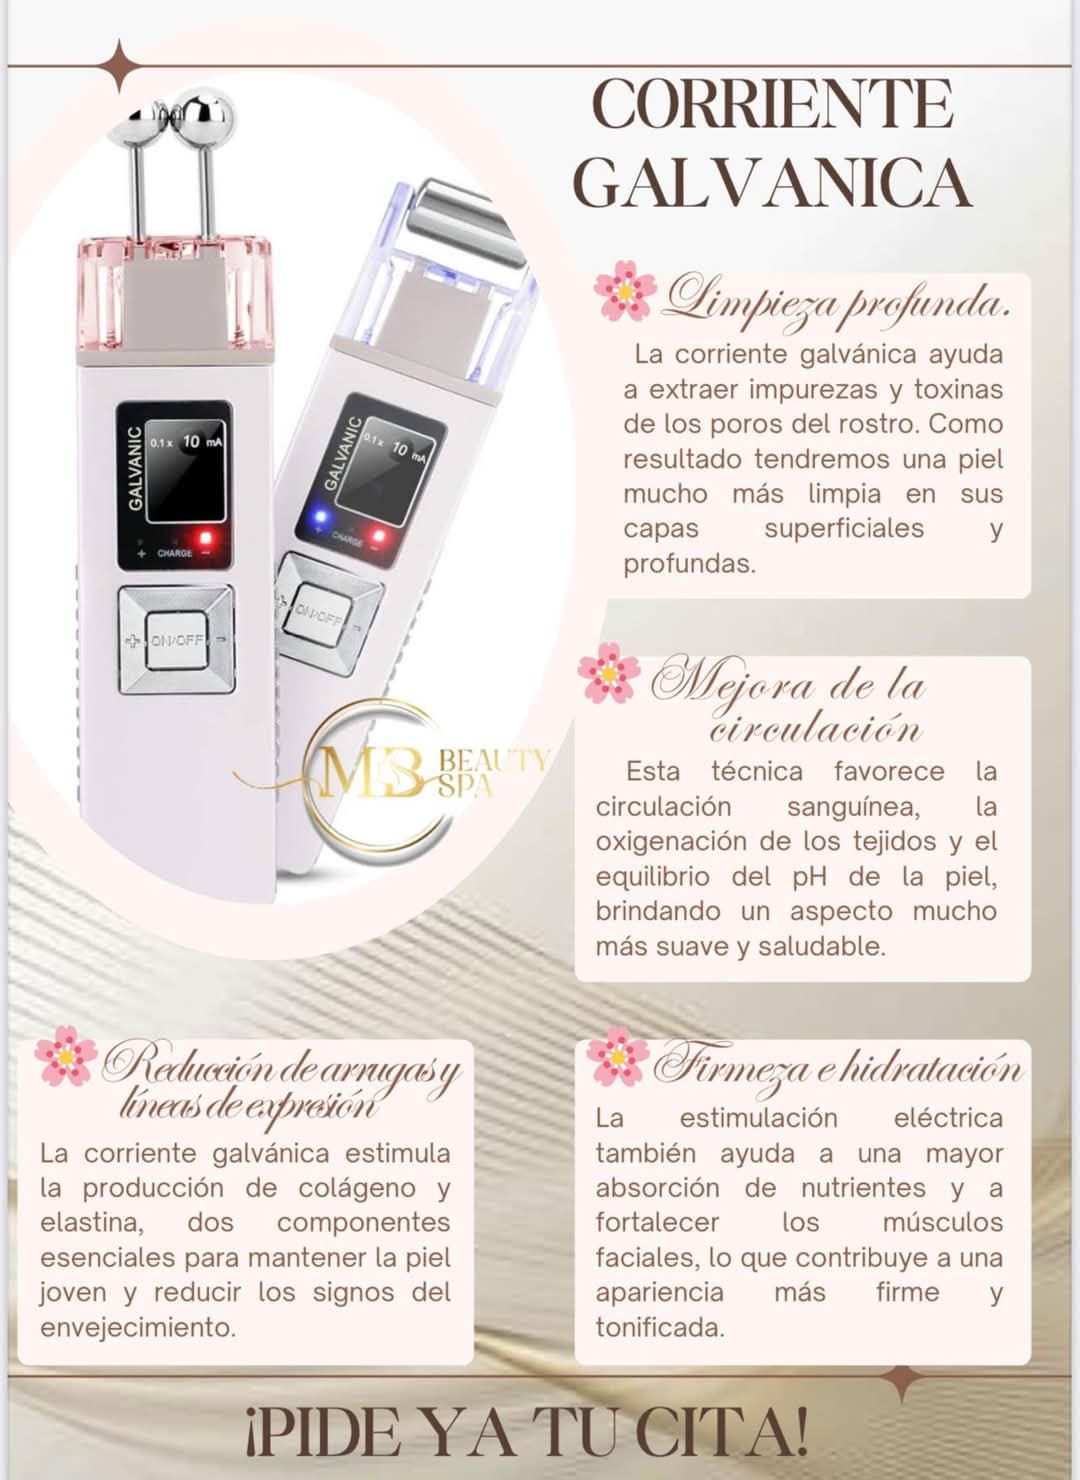 CORRIENTE
GALVANICA
GALVANIC
0.1 x 10 mA
+ CHARGE -
+ ON/OFF -
GALVANIC
0.1 x 10 mA
+ CHARGE -
+ ON/OFF -
MB BEAUTY
SPA
Limpieza profunda.
La corriente galvánica ayuda
a extraer impurezas y toxinas
de los poros del rostro. Como
resultado tendremos una piel
mucho más limpia en sus
capas superficiales y
profundas.
Mejora de la
circulación
Esta técnica favorece la
circulación sanguínea, la
oxigenación de los tejidos y el
equilibrio del pH de la piel,
brindando un aspecto mucho
más suave y saludable.
Reducción de arrugas y
líneas de expresión
La corriente galvánica estimula
la producción de colágeno y
elastina, dos componentes
esenciales para mantener la piel
joven y reducir los signos del
envejecimiento.
Firmeza e hidratación
La estimulación eléctrica
también ayuda a una mayor
absorción de nutrientes y a
fortalecer los músculos
faciales, lo que contribuye a una
apariencia más firme y
tonificada.
¡PIDE YA TU CITA!